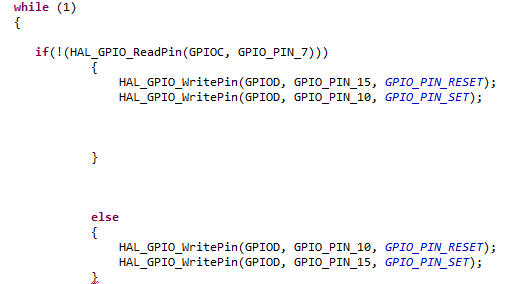 while (1)
{
if(!(HAL_GPIO_ReadPin(GPIOC, GPIO_PIN_7)))
{
HAL_GPIO_WritePin(GPIOD, GPIO_PIN_15, GPIO_PIN_RESET);
HAL_GPIO_WritePin(GPIOD, GPIO_PIN_10, GPIO_PIN_SET);
}
else
{
HAL_GPIO_WritePin(GPIOD, GPIO_PIN_10, GPIO_PIN_RESET);
HAL_GPIO_WritePin(GPIOD, GPIO_PIN_15, GPIO_PIN_SET);
}